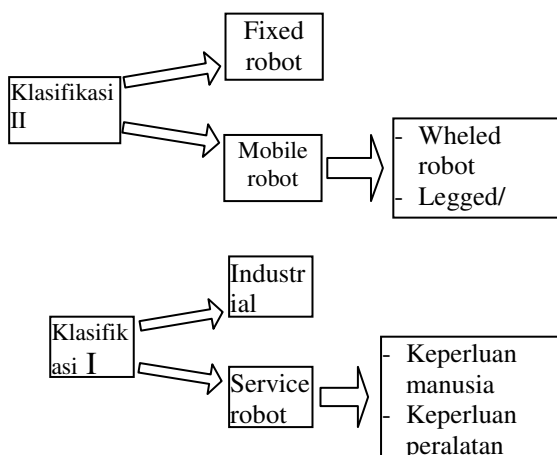 Fixed
robot
Klasifikasi
II
Mobile
robot
- Wheled
robot
- Legged/
Industr
ial
Klasifik
asi I
Service
robot
- Keperluan
manusia
- Keperluan
peralatan